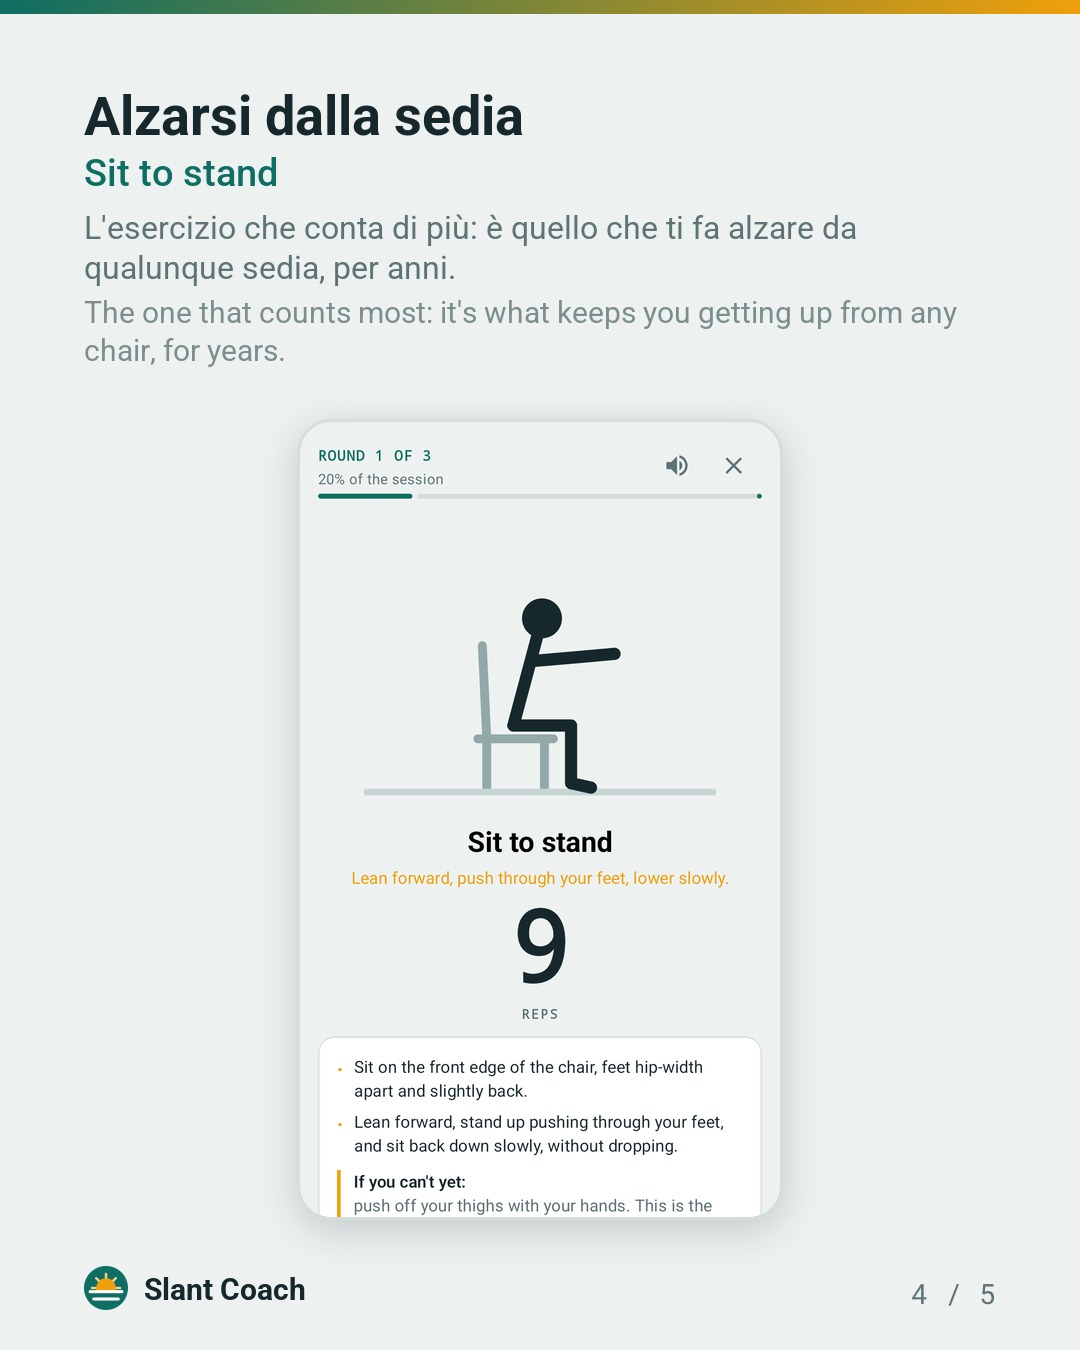 Alzarsi dalla sedia
Sit to stand
L'esercizio che conta di più: è quello che ti fa alzare da
qualunque sedia, per anni.
The one that counts most: it's what keeps you getting up from any
chair, for years.
ROUND 1 OF 3
20% of the session
Sit to stand
Lean forward, push through your feet, lower slowly.
9
REPS
Sit on the front edge of the chair, feet hip-width
apart and slightly back.
Lean forward, stand up pushing through your feet,
and sit back down slowly, without dropping.
If you can't yet:
push off your thighs with your hands. This is the
Slant Coach
4 / 5